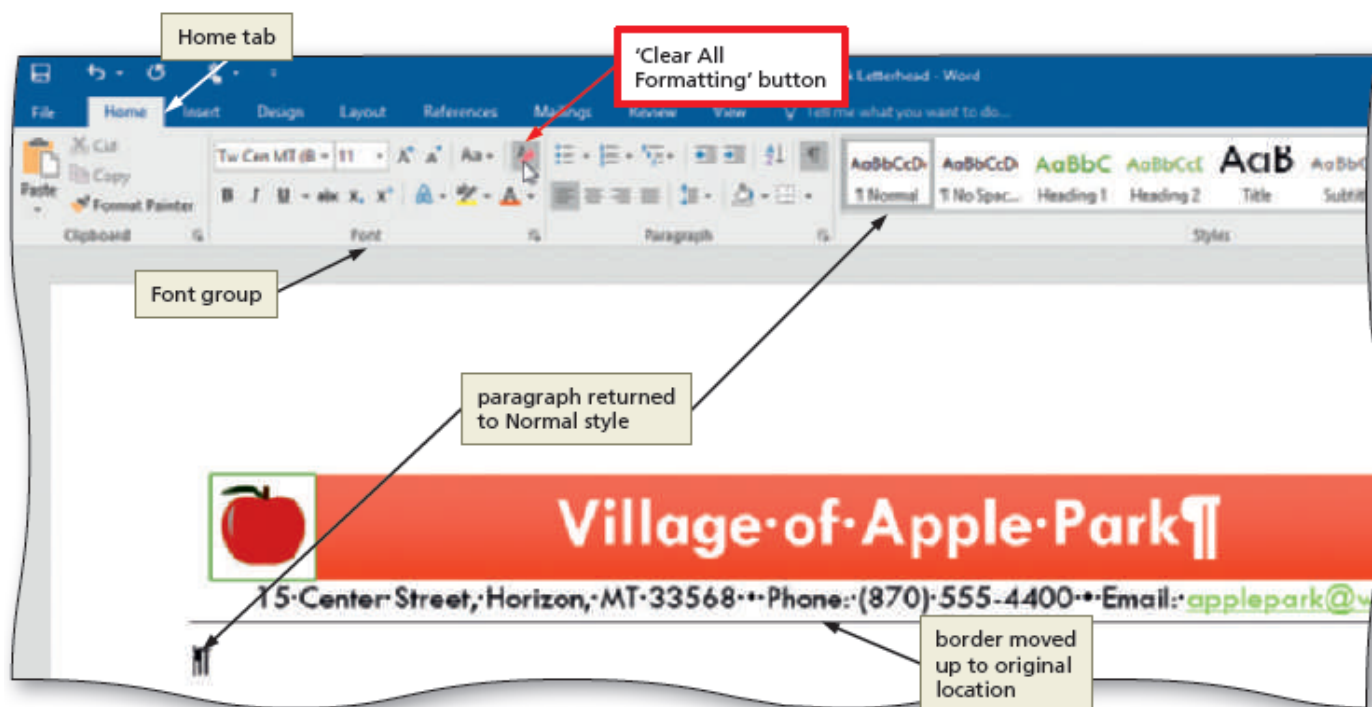 Home tab
'Clear All
Formatting' button
Letterhead - Word
File Home Insert Design Layout References Mailings Review View Tell me what you want to do...
Cut
Copy
Paste
Format Painter
Clipboard
Tw Cen MT (B 11
Aa
B I U abc x₂ x²
Font
Paragraph
AaBbCcDc AaBbCcDc AaBbC AaBbCcE AaB AaBbC
¶ Normal ¶ No Spac... Heading 1 Heading 2 Title Subtit
Styles
Font group
paragraph returned
to Normal style
Village·of·Apple·Park¶
15·Center·Street,·Horizon,·MT·33568·•·Phone:·(870)·555-4400·•·Email:·applepark@
¶
border moved
up to original
location